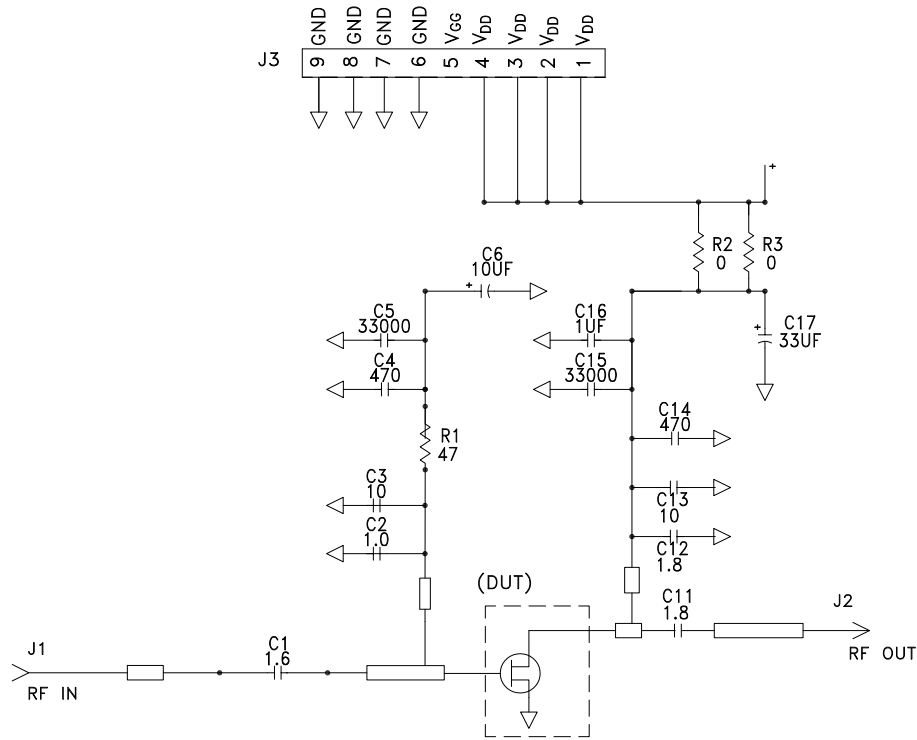 GND
GND
GND
GND
VGG
VDD
VDD
VDD
VDD
J3
9
8
7
6
5
4
3
2
1
+
R2
0
R3
0
C6
10UF
+
C5
33000
C16
1UF
+
C17
33UF
C4
470
C15
33000
C14
470
R1
47
C3
10
C13
10
C2
1.0
C12
1.8
(DUT)
C11
1.8
J2
RF OUT
J1
RF IN
C1
1.6